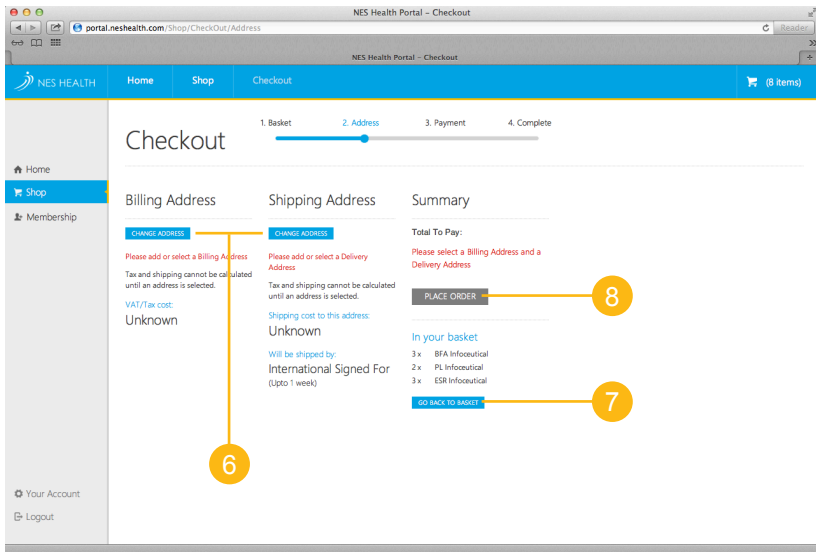 NES Health Portal – Checkout
portal.neshealth.com/Shop/CheckOut/Address
Reader
NES Health Portal – Checkout
NES HEALTH
Home
Shop
Checkout
(8 items)
Checkout
1. Basket
2. Address
3. Payment
4. Complete
Home
Shop
Membership
Billing Address
CHANGE ADDRESS
Please add or select a Billing Address
Tax and shipping cannot be calculated
until an address is selected.
VAT/Tax cost:
Unknown
Shipping Address
CHANGE ADDRESS
Please add or select a Delivery
Address
Tax and shipping cannot be calculated
until an address is selected.
Shipping cost to this address:
Unknown
Will be shipped by:
International Signed For
(Upto 1 week)
6
Summary
Total To Pay:
Please select a Billing Address and a
Delivery Address
PLACE ORDER
8
In your basket
3 x BFA Infoceutical
2 x PL Infoceutical
3 x ESR Infoceutical
GO BACK TO BASKET
7
Your Account
Logout